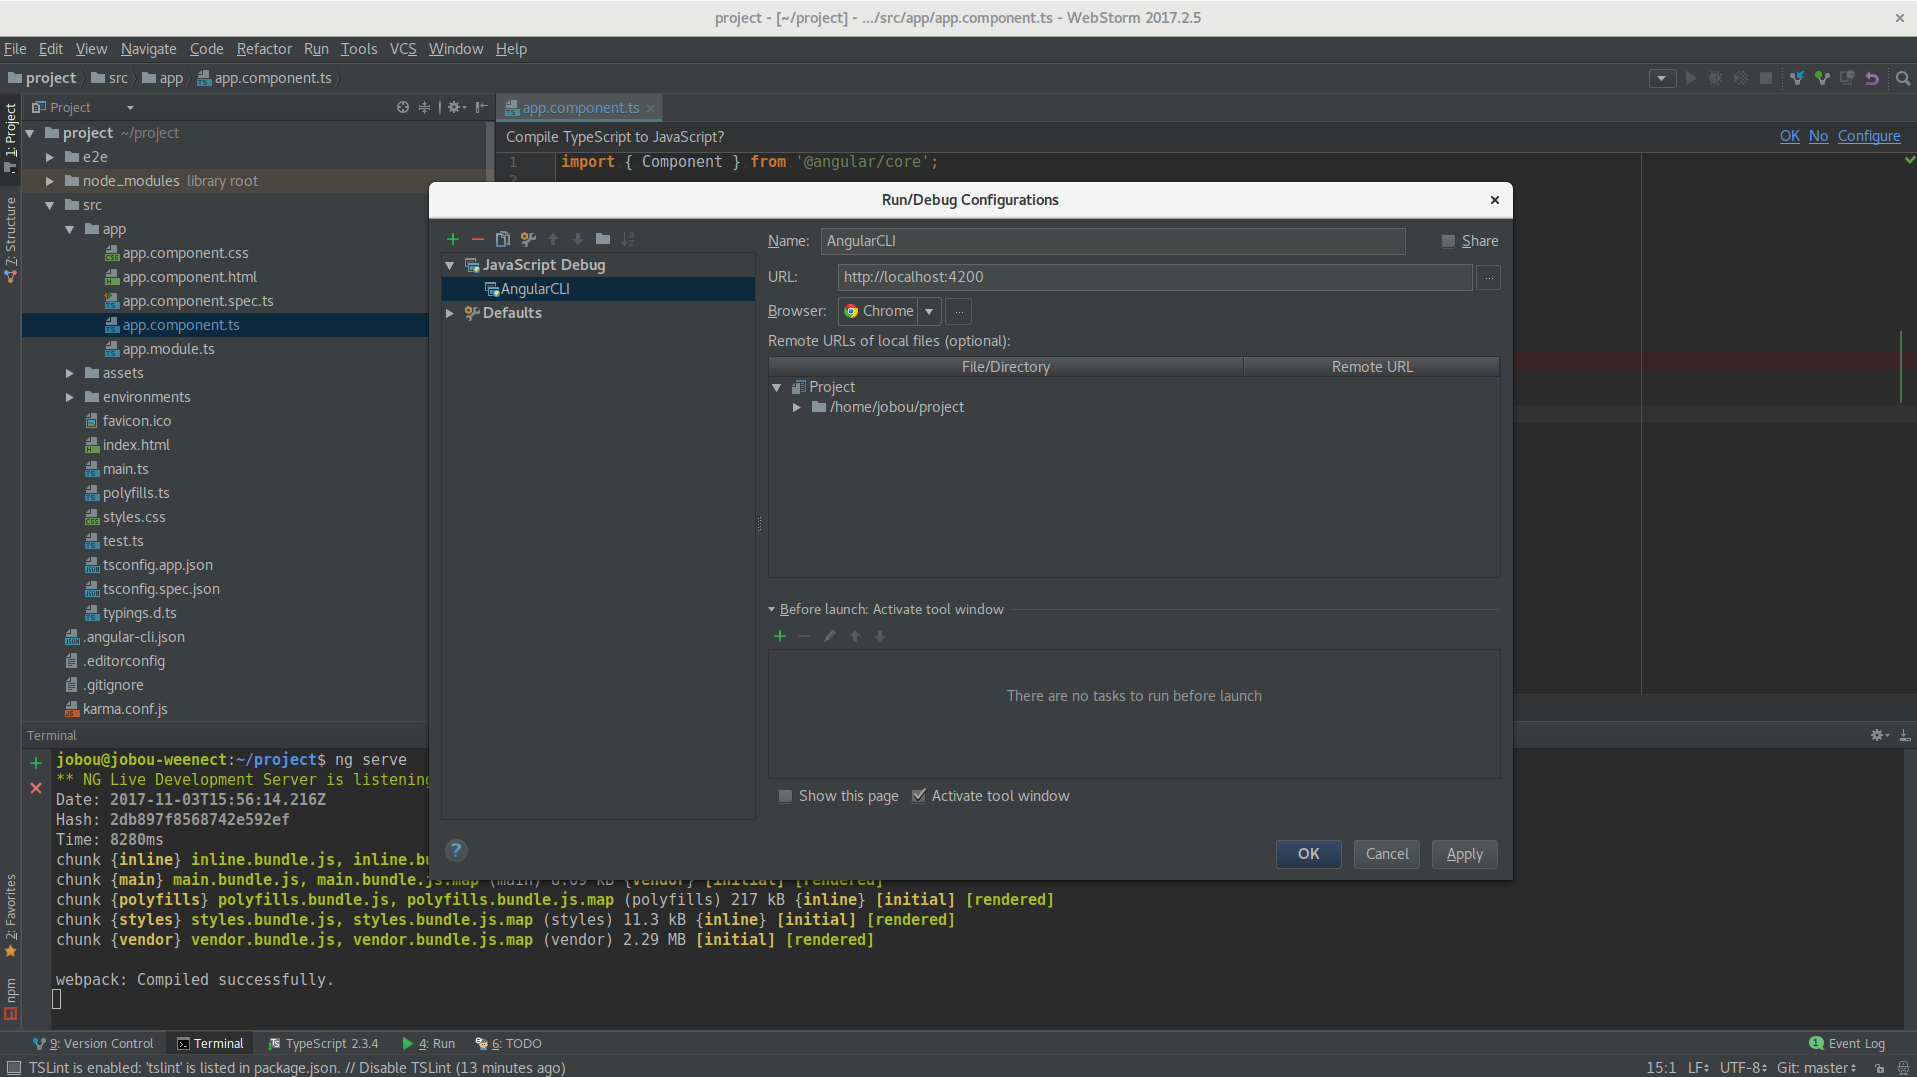 project - [~/project] - .../src/app/app.component.ts - WebStorm 2017.2.5
File Edit View Navigate Code Refactor Run Tools VCS Window Help
project src app app.component.ts
1: Project
7: Structure
2: Favorites
npm
Project
project ~/project
e2e
node_modules library root
src
app
app.component.css
app.component.html
app.component.spec.ts
app.component.ts
app.module.ts
assets
environments
favicon.ico
index.html
main.ts
polyfills.ts
styles.css
test.ts
tsconfig.app.json
tsconfig.spec.json
typings.d.ts
.angular-cli.json
.editorconfig
.gitignore
karma.conf.js
app.component.ts
Compile TypeScript to JavaScript? OK No Configure
1 import { Component } from '@angular/core';
2
Run/Debug Configurations
JavaScript Debug
AngularCLI
Defaults
Name: AngularCLI Share
URL: http://localhost:4200 ...
Browser: Chrome ...
Remote URLs of local files (optional):
File/Directory Remote URL
Project
/home/jobou/project
Before launch: Activate tool window
There are no tasks to run before launch
Show this page Activate tool window
? OK Cancel Apply
Terminal
jobou@jobou-weenect:~/project$ ng serve
** NG Live Development Server is listening
Date: 2017-11-03T15:56:14.216Z
Hash: 2db897f8568742e592ef
Time: 8280ms
chunk {inline} inline.bundle.js,
chunk {main} main.bundle.js, main.bundle.js.map (main) 8.69 kB {vendor} [initial] [rendered]
chunk {polyfills} polyfills.bundle.js, polyfills.bundle.js.map (polyfills) 217 kB {inline} [initial] [rendered]
chunk {styles} styles.bundle.js, styles.bundle.js.map (styles) 11.3 kB {inline} [initial] [rendered]
chunk {vendor} vendor.bundle.js, vendor.bundle.js.map (vendor) 2.29 MB [initial] [rendered]
webpack: Compiled successfully.
9: Version Control Terminal TypeScript 2.3.4 4: Run 6: TODO 1 Event Log
TSLint is enabled: 'tslint' is listed in package.json. // Disable TSLint (13 minutes ago) 15:1 LF UTF-8 Git: master